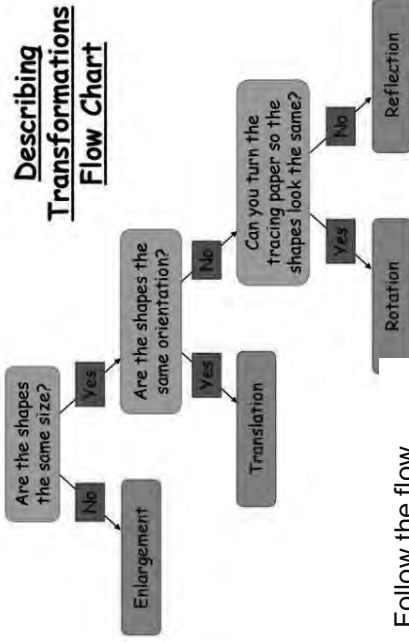 Describing
Transformations
Flow Chart
Are the shapes
the same size?
No
Yes
Enlargement
Are the shapes the
same orientation?
Yes
No
Translation
Can you turn the
tracing paper so the
shapes look the same?
Yes
No
Rotation
Reflection
Follow the flow